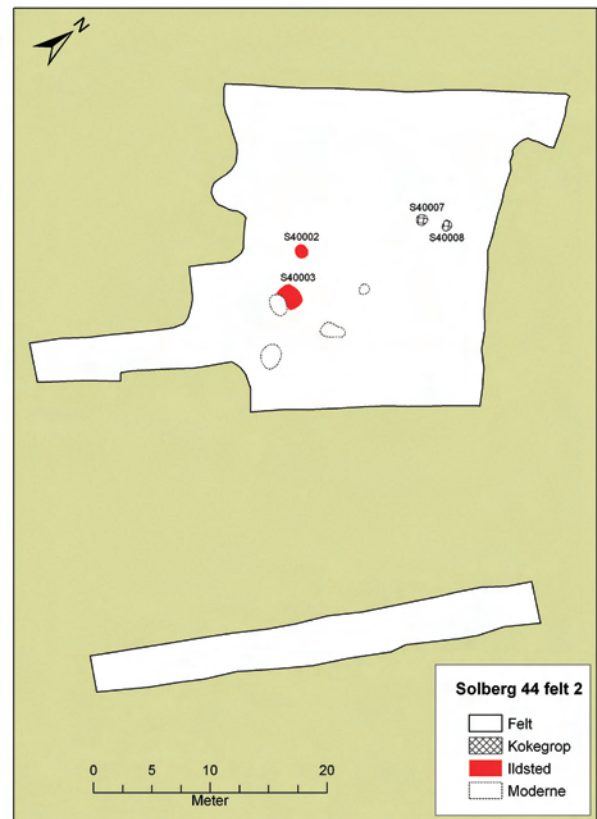 N
S40007
S40008
S40002
S40003
Solberg 44 felt 2
Felt
Kokegrop
Ildsted
Moderne
0 5 10 20
Meter